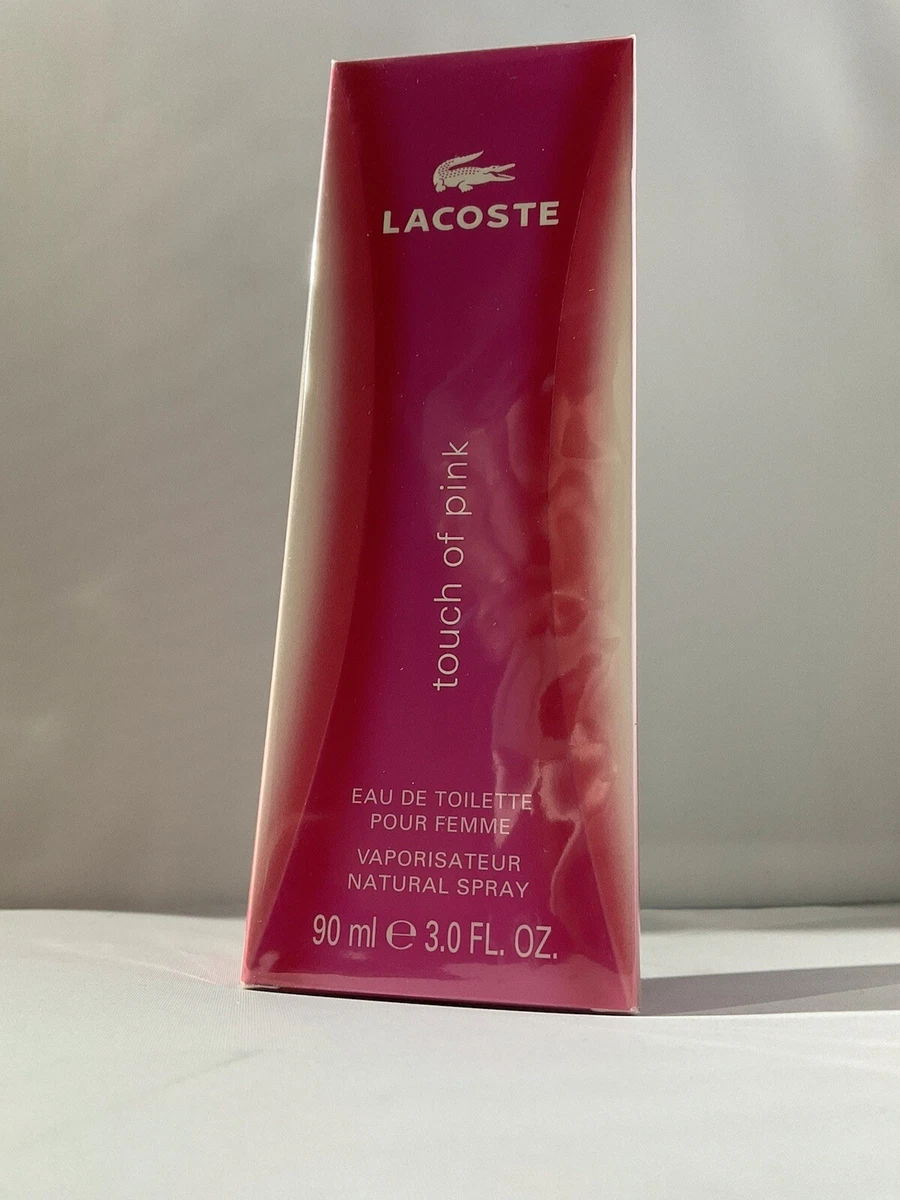 LACOSTE
touch of pink
EAU DE TOILETTE
POUR FEMME
VAPORISATEUR
NATURAL SPRAY
90 ml ℮ 3.0 FL. OZ.